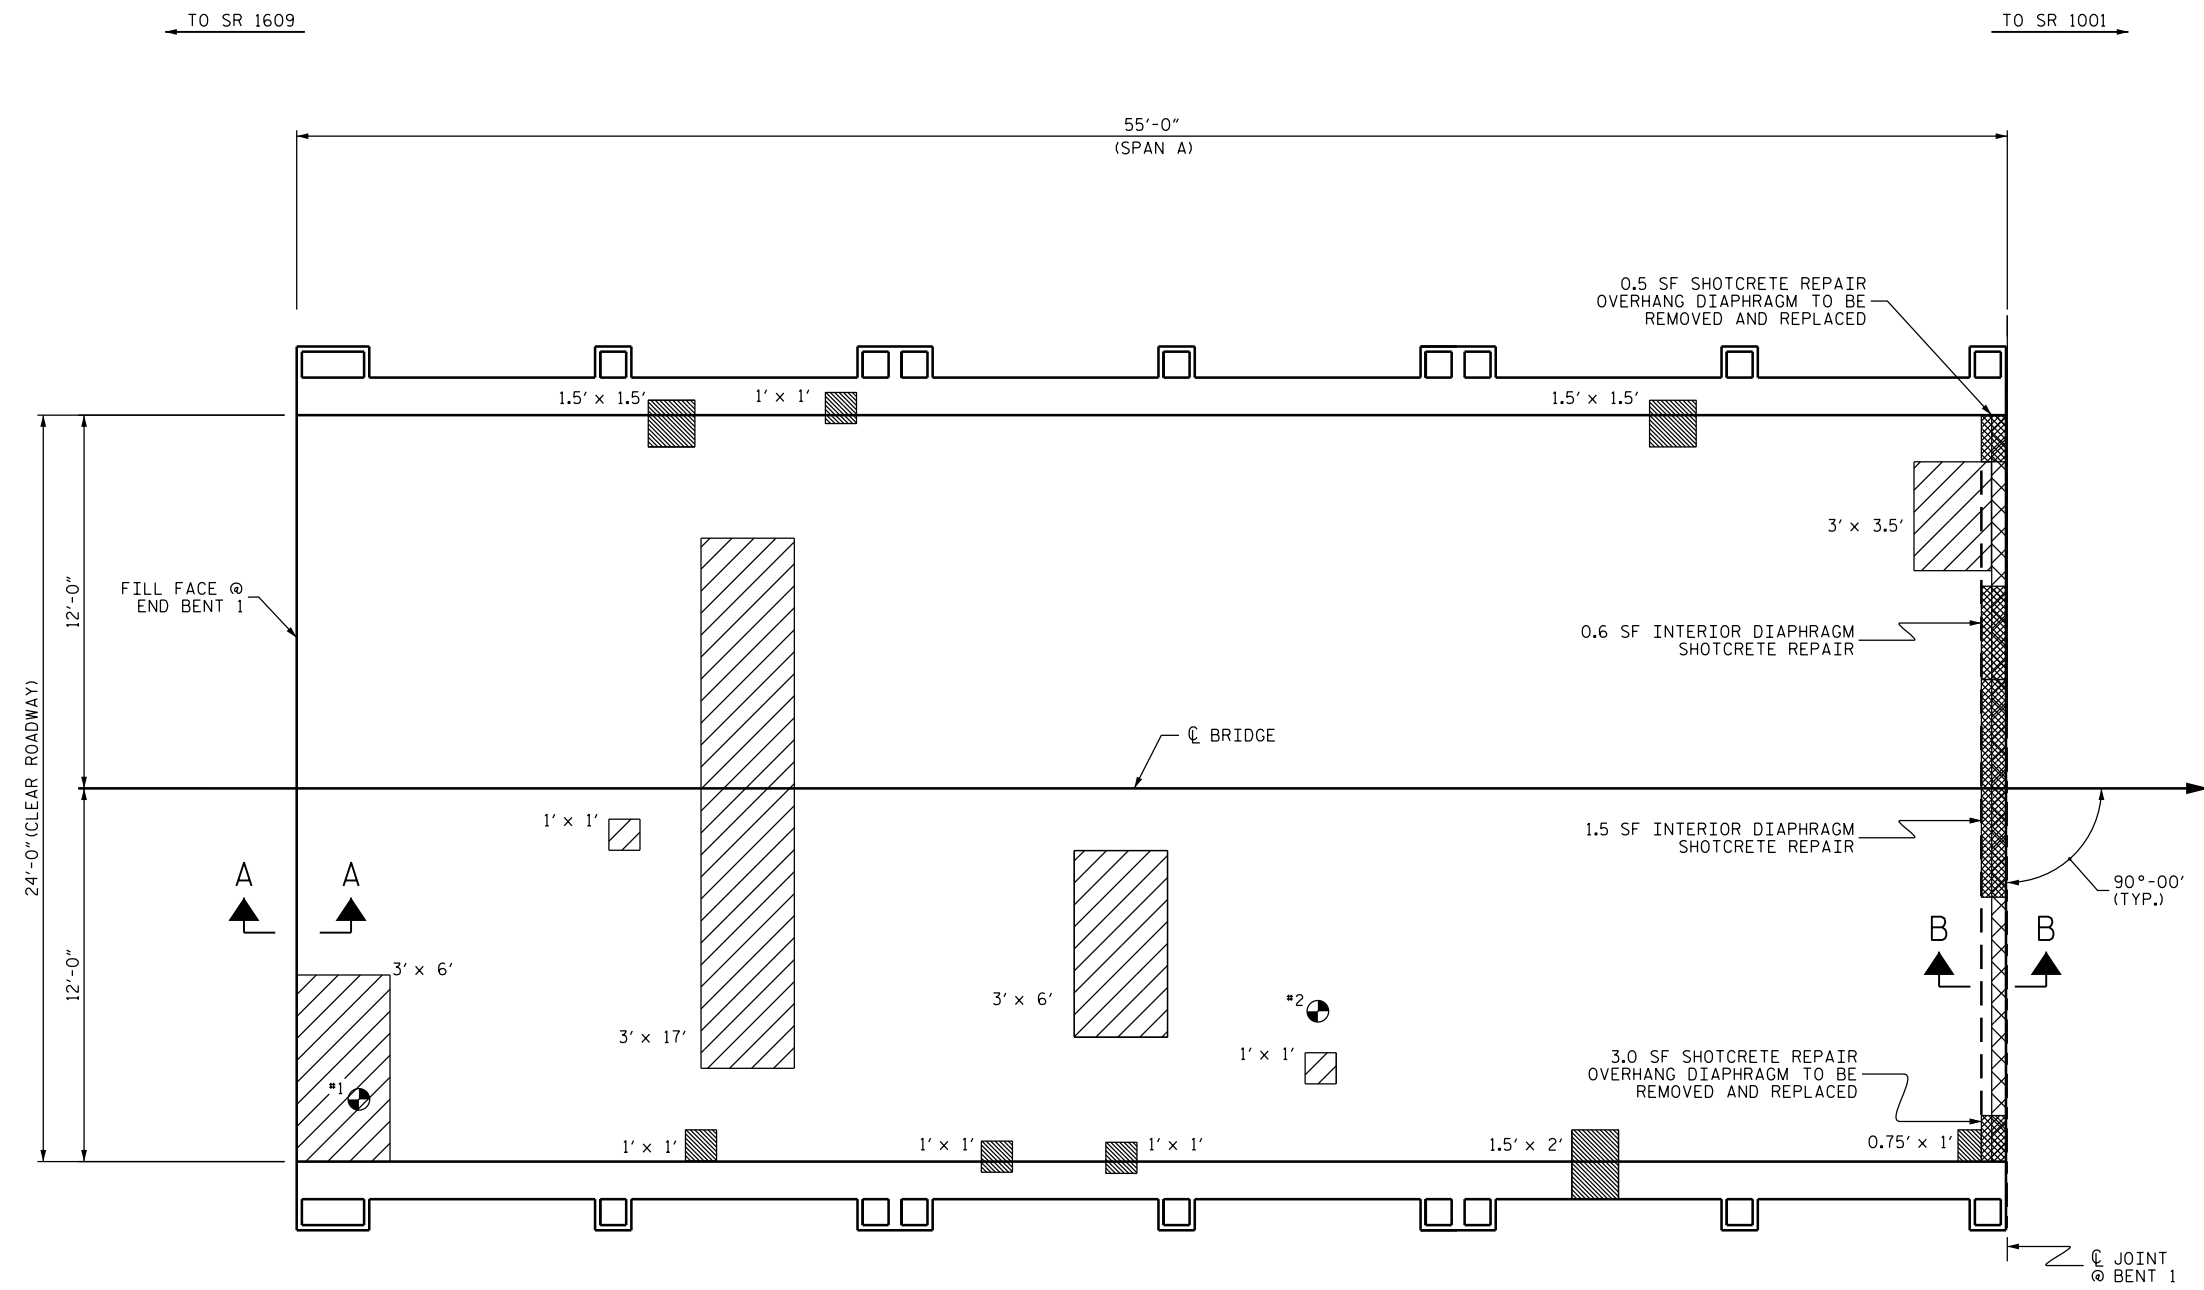 TO SR 1609
TO SR 1001
55'-0"
(SPAN A)
0.5 SF SHOTCRETE REPAIR
OVERHANG DIAPHRAGM TO BE
REMOVED AND REPLACED
1.5' x 1.5'
1' x 1'
1.5' x 1.5'
3' x 3.5'
FILL FACE @
END BENT 1
12'-0"
0.6 SF INTERIOR DIAPHRAGM
SHOTCRETE REPAIR
24'-0" (CLEAR ROADWAY)
℄ BRIDGE
1' x 1'
1.5 SF INTERIOR DIAPHRAGM
SHOTCRETE REPAIR
90°-00'
(TYP.)
A A
B B
12'-0"
3' x 6'
3' x 6'
#2
3' x 17'
1' x 1'
3.0 SF SHOTCRETE REPAIR
OVERHANG DIAPHRAGM TO BE
REMOVED AND REPLACED
#1
1' x 1'
1' x 1'
1' x 1'
1.5' x 2'
0.75' x 1'
℄ JOINT
@ BENT 1